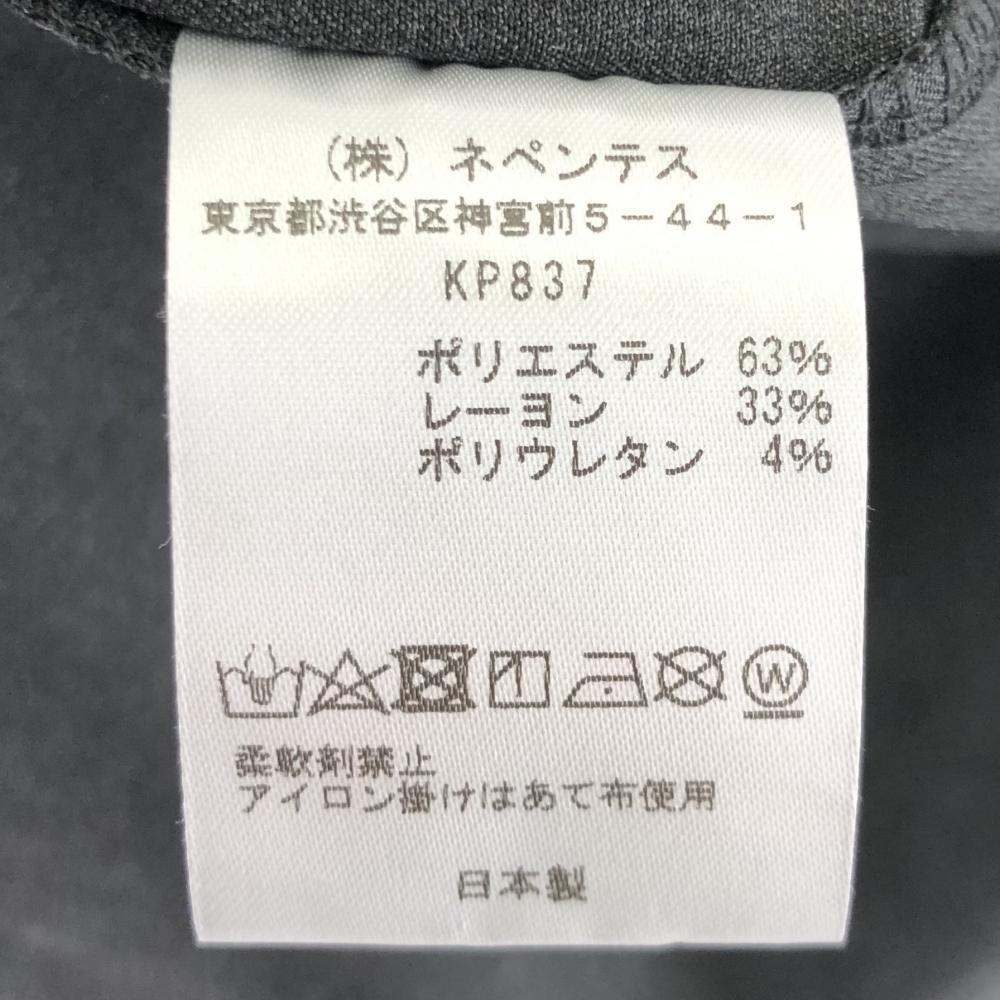 (株) ネペンテス
東京都渋谷区神宮前5-44-1
KP837
ポリエステル 63%
レーヨン 33%
ポリウレタン 4%
W
柔軟剤禁止
アイロン掛けはあて布使用
日本製